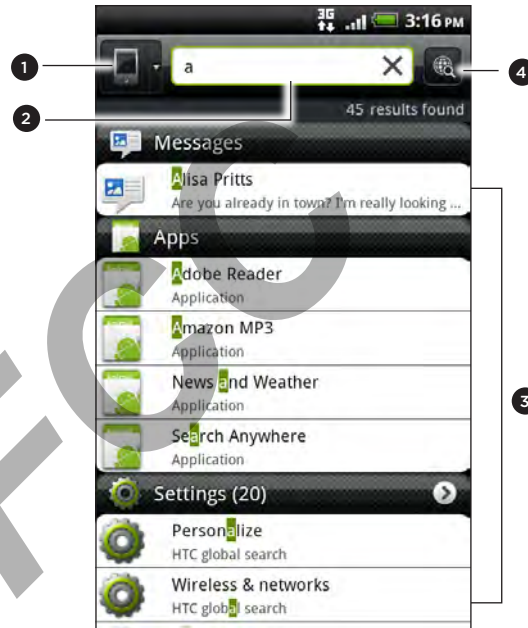 3G 3:16 PM
1
a
4
2
45 results found
Messages
Alisa Pritts
Are you already in town? I'm really looking ...
Apps
Adobe Reader
Application
Amazon MP3
Application
3
News and Weather
Application
Search Anywhere
Application
Settings (20)
Personalize
HTC global search
Wireless & networks
HTC global search
FCC